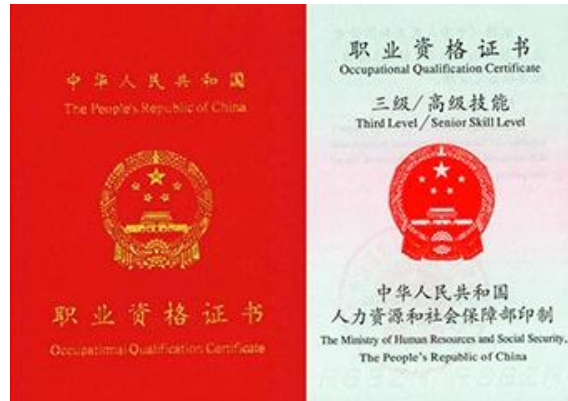 中华人民共和国
The People's Republic of China
职业资格证书
Occupational Qualification Certificate
职业资格证书
Occupational Qualification Certificate
三级/高级技能
Third Level/Senior Skill Level
中华人民共和国
人力资源和社会保障部印制
The Ministry of Human Resources and Social Security,
The People's Republic of China